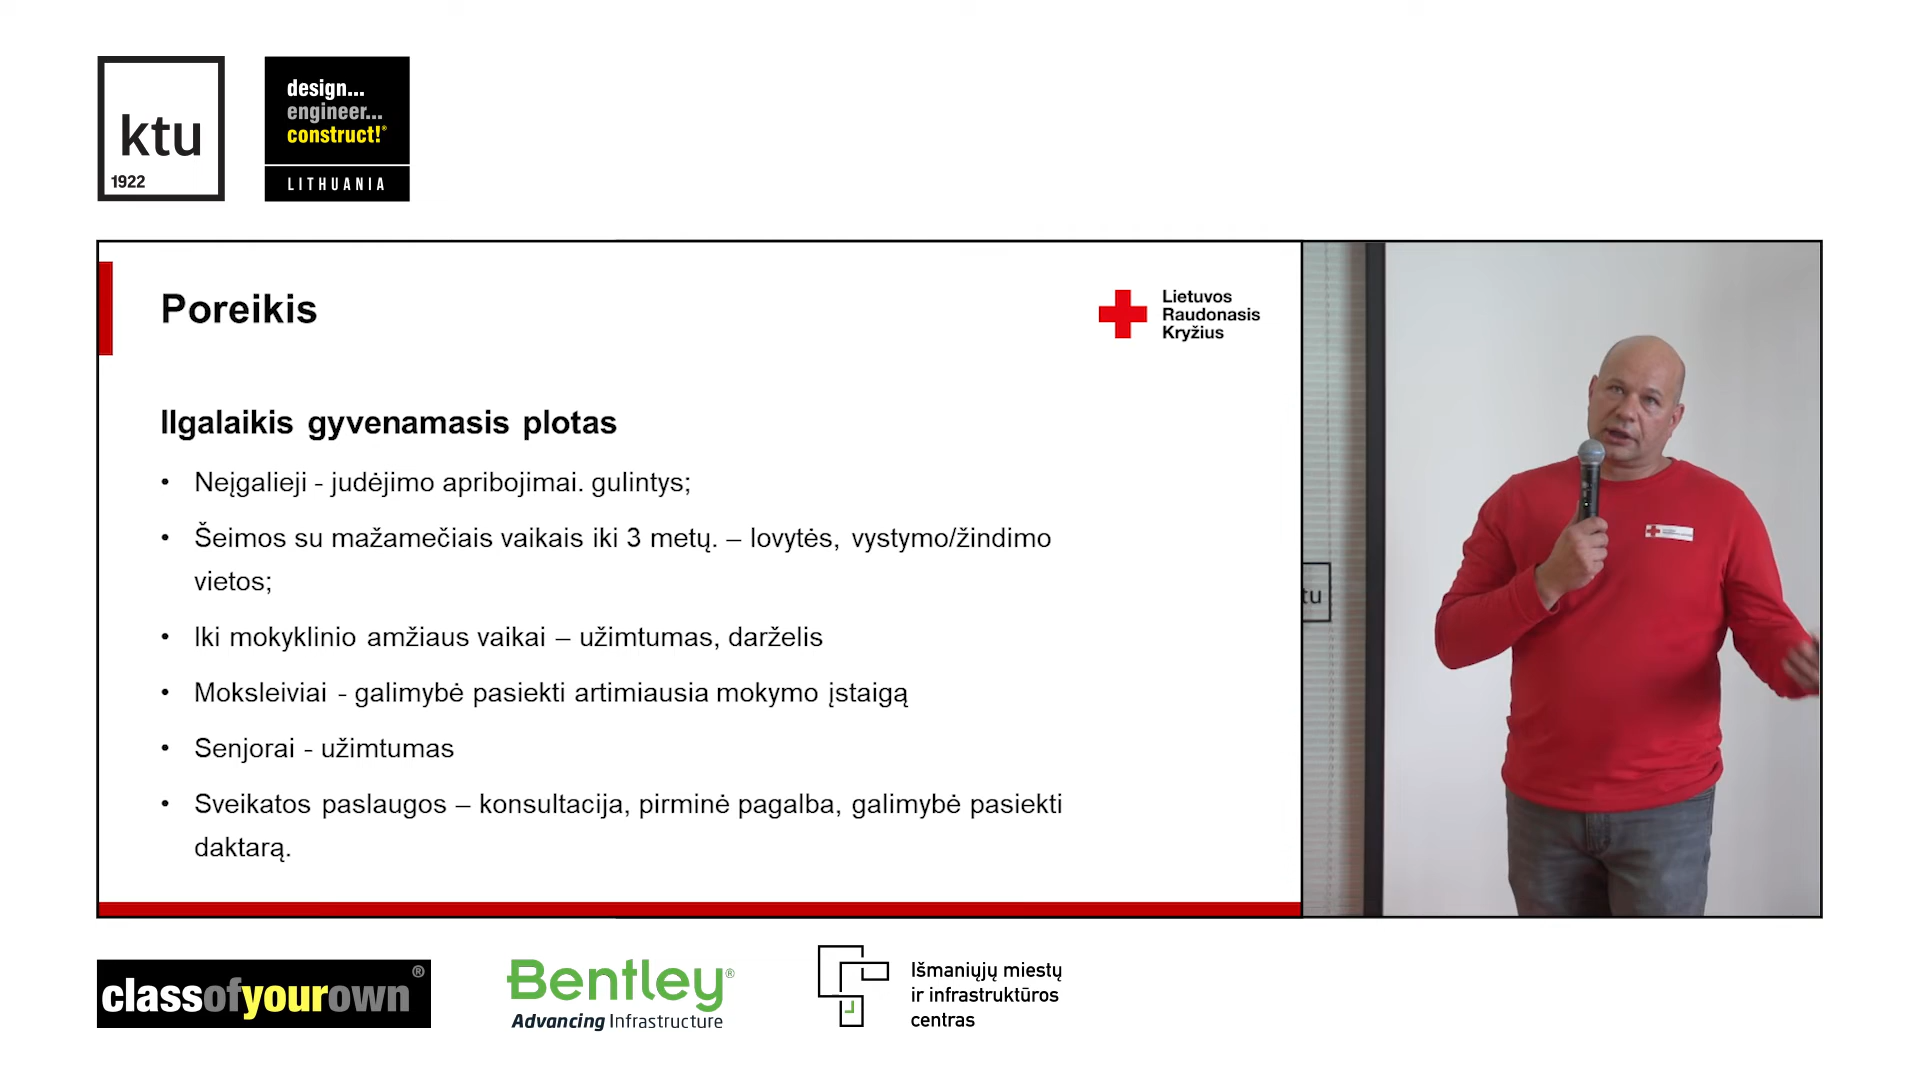 ktu
1922
design...
engineer...
construct!®
LITHUANIA
Poreikis
Lietuvos
Raudonasis
Kryžius
Ilgalaikis gyvenamasis plotas
• Neįgalieji - judėjimo apribojimai. gulintys;
• Šeimos su mažamečiais vaikais iki 3 metų. – lovytės, vystymo/žindimo
vietos;
• Iki mokyklinio amžiaus vaikai – užimtumas, darželis
• Moksleiviai - galimybė pasiekti artimiausia mokymo įstaigą
• Senjorai - užimtumas
• Sveikatos paslaugos – konsultacija, pirminė pagalba, galimybė pasiekti
daktarą.
tu
classofyourown®
Bentley®
Advancing Infrastructure
Išmaniųjų miestų
ir infrastruktūros
centras